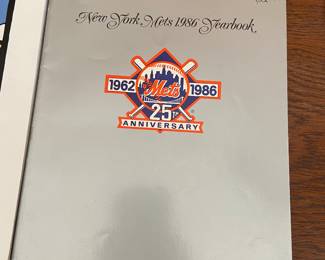 New York Mets 1986 Yearbook
1962 Mets 1986
25th
ANNIVERSARY